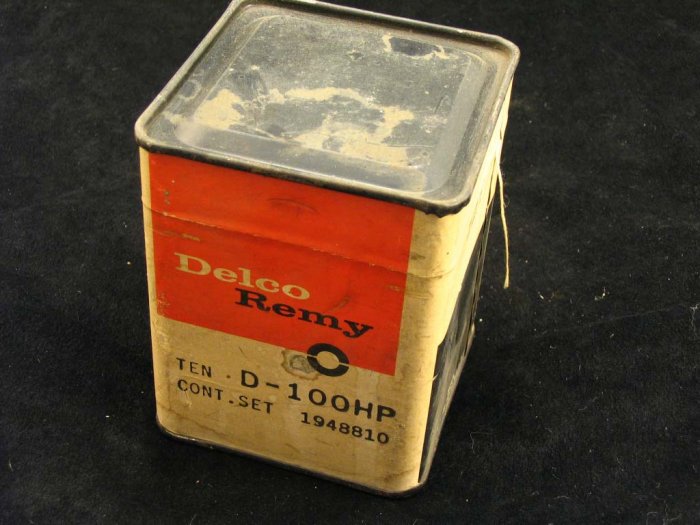 Delco
Remy
TEN. D-100HP
CONT.SET 1948810